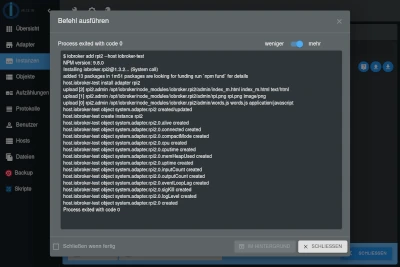 Übersicht
Adapter
Instanzen
Objekte
Aufzählungen
Protokolle
Benutzer
Hosts
Dateien
Backup
Skripte
Befehl ausführen
Process exited with code 0
weniger
mehr
$ iobroker add rpi2 --host iobroker-test
NPM version: 6.8.0
Installing iobroker.rpi2@1.3.2... (System call)
added 13 packages in 1m51 packages are looking for funding run `npm fund` for details
host.iobroker-test install adapter rpi2
upload [2] rpi2.admin /opt/iobroker/node_modules/iobroker.rpi2/admin/index_m.html index_m.html text/html
upload [1] rpi2.admin /opt/iobroker/node_modules/iobroker.rpi2/admin/rpi.png rpi.png image/png
upload [0] rpi2.admin /opt/iobroker/node_modules/iobroker.rpi2/admin/words.js words.js application/javascript
host.iobroker-test object system.adapter.rpi2 created/updated
host.iobroker-test create instance rpi2
host.iobroker-test object system.adapter.rpi2.0.alive created
host.iobroker-test object system.adapter.rpi2.0.connected created
host.iobroker-test object system.adapter.rpi2.0.compactMode created
host.iobroker-test object system.adapter.rpi2.0.cpu created
host.iobroker-test object system.adapter.rpi2.0.cputime created
host.iobroker-test object system.adapter.rpi2.0.memHeapUsed created
host.iobroker-test object system.adapter.rpi2.0.uptime created
host.iobroker-test object system.adapter.rpi2.0.inputCount created
host.iobroker-test object system.adapter.rpi2.0.outputCount created
host.iobroker-test object system.adapter.rpi2.0.eventLoopLag created
host.iobroker-test object system.adapter.rpi2.0.sigKill created
host.iobroker-test object system.adapter.rpi2.0.logLevel created
host.iobroker-test object system.adapter.rpi2.0 created
Process exited with code 0
Schließen wenn fertig
IM HINTERGRUND
SCHLIESSEN
SCHLIESSEN